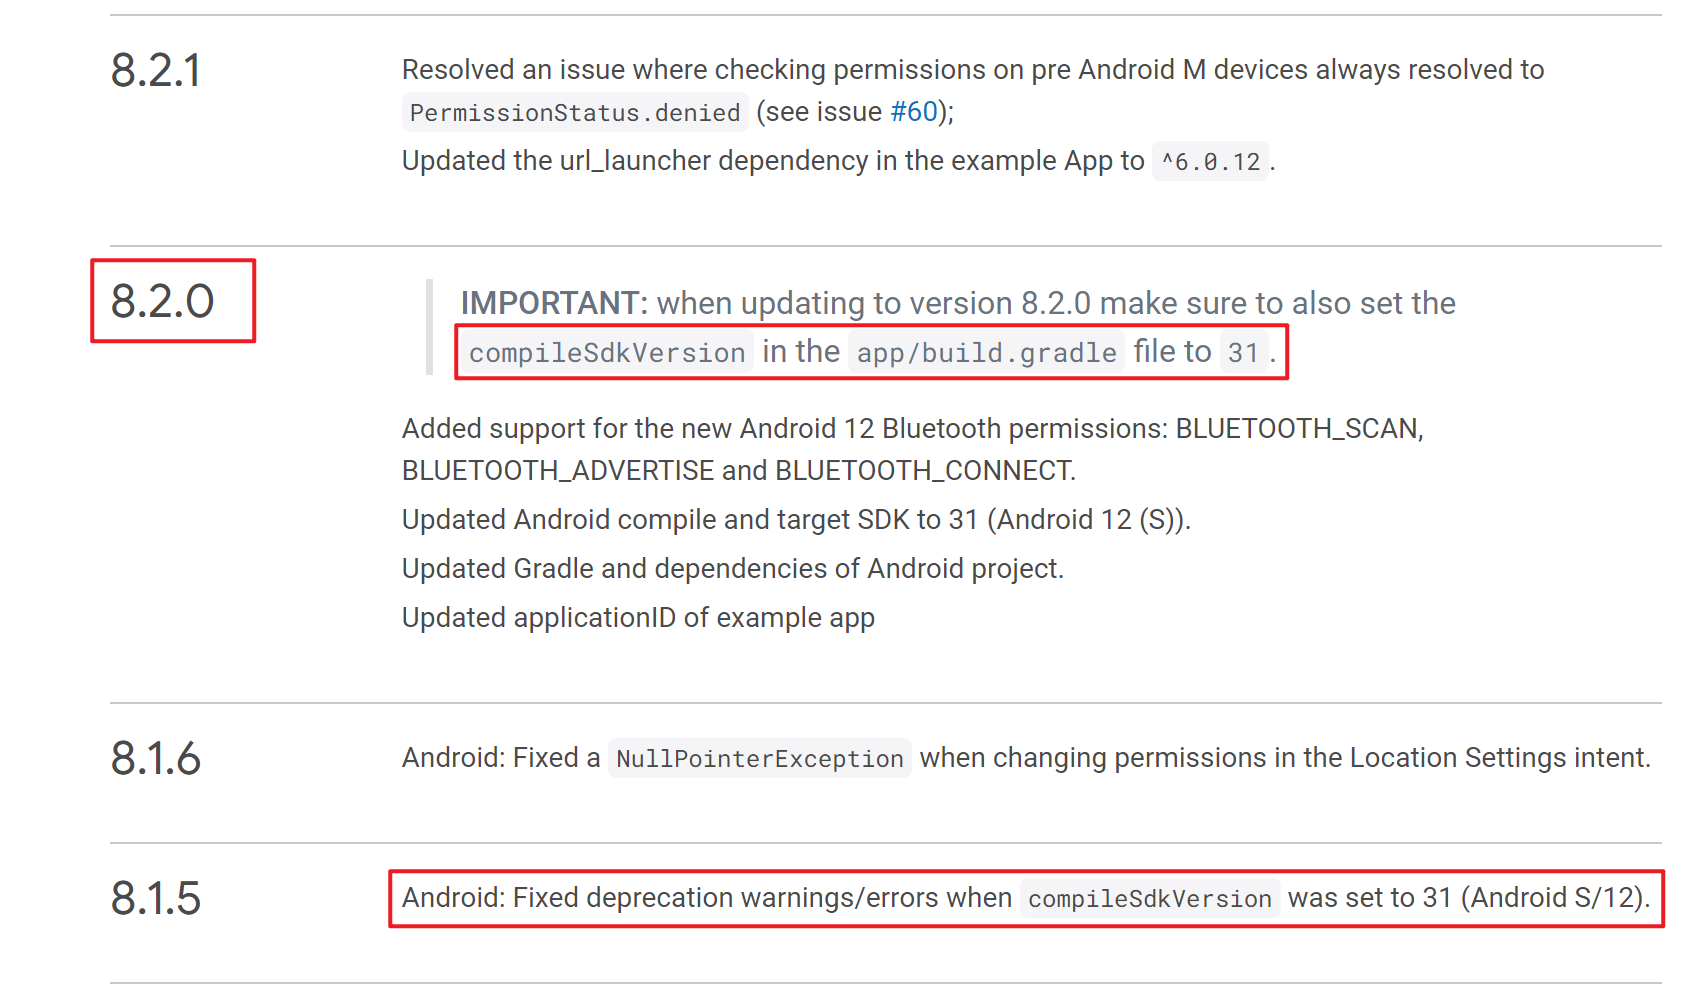 8.2.1
Resolved an issue where checking permissions on pre Android M devices always resolved to
PermissionStatus.denied (see issue #60);
Updated the url_launcher dependency in the example App to ^6.0.12.
8.2.0
IMPORTANT: when updating to version 8.2.0 make sure to also set the
compileSdkVersion in the app/build.gradle file to 31.
Added support for the new Android 12 Bluetooth permissions: BLUETOOTH_SCAN,
BLUETOOTH_ADVERTISE and BLUETOOTH_CONNECT.
Updated Android compile and target SDK to 31 (Android 12 (S)).
Updated Gradle and dependencies of Android project.
Updated applicationID of example app
8.1.6
Android: Fixed a NullPointerException when changing permissions in the Location Settings intent.
8.1.5
Android: Fixed deprecation warnings/errors when compileSdkVersion was set to 31 (Android S/12).